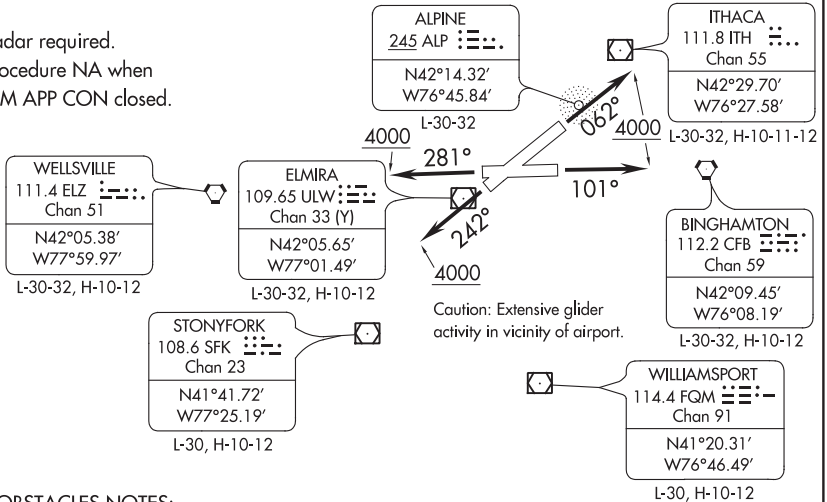 adar required.
ocedure NA when
M APP CON closed.
ALPINE
245 ALP
N42°14.32’
W76°45.84’
L-30-32
ITHACA
111.8 ITH
Chan 55
N42°29.70’
W76°27.58’
L-30-32, H-10-11-12
WELLSVILLE
111.4 ELZ
Chan 51
N42°05.38’
W77°59.97’
L-30-32, H-10-12
ELMIRA
109.65 ULW
Chan 33 (Y)
N42°05.65’
W77°01.49’
L-30-32, H-10-12
4000
281°
062°
4000
101°
242°
4000
BINGHAMTON
112.2 CFB
Chan 59
N42°09.45’
W76°08.19’
L-30-32, H-10-12
Caution: Extensive glider
activity in vicinity of airport.
STONYFORK
108.6 SFK
Chan 23
N41°41.72’
W77°25.19’
L-30, H-10-12
WILLIAMSPORT
114.4 FQM
Chan 91
N41°20.31’
W76°46.49’
L-30, H-10-12
OBSTACLES NOTES: